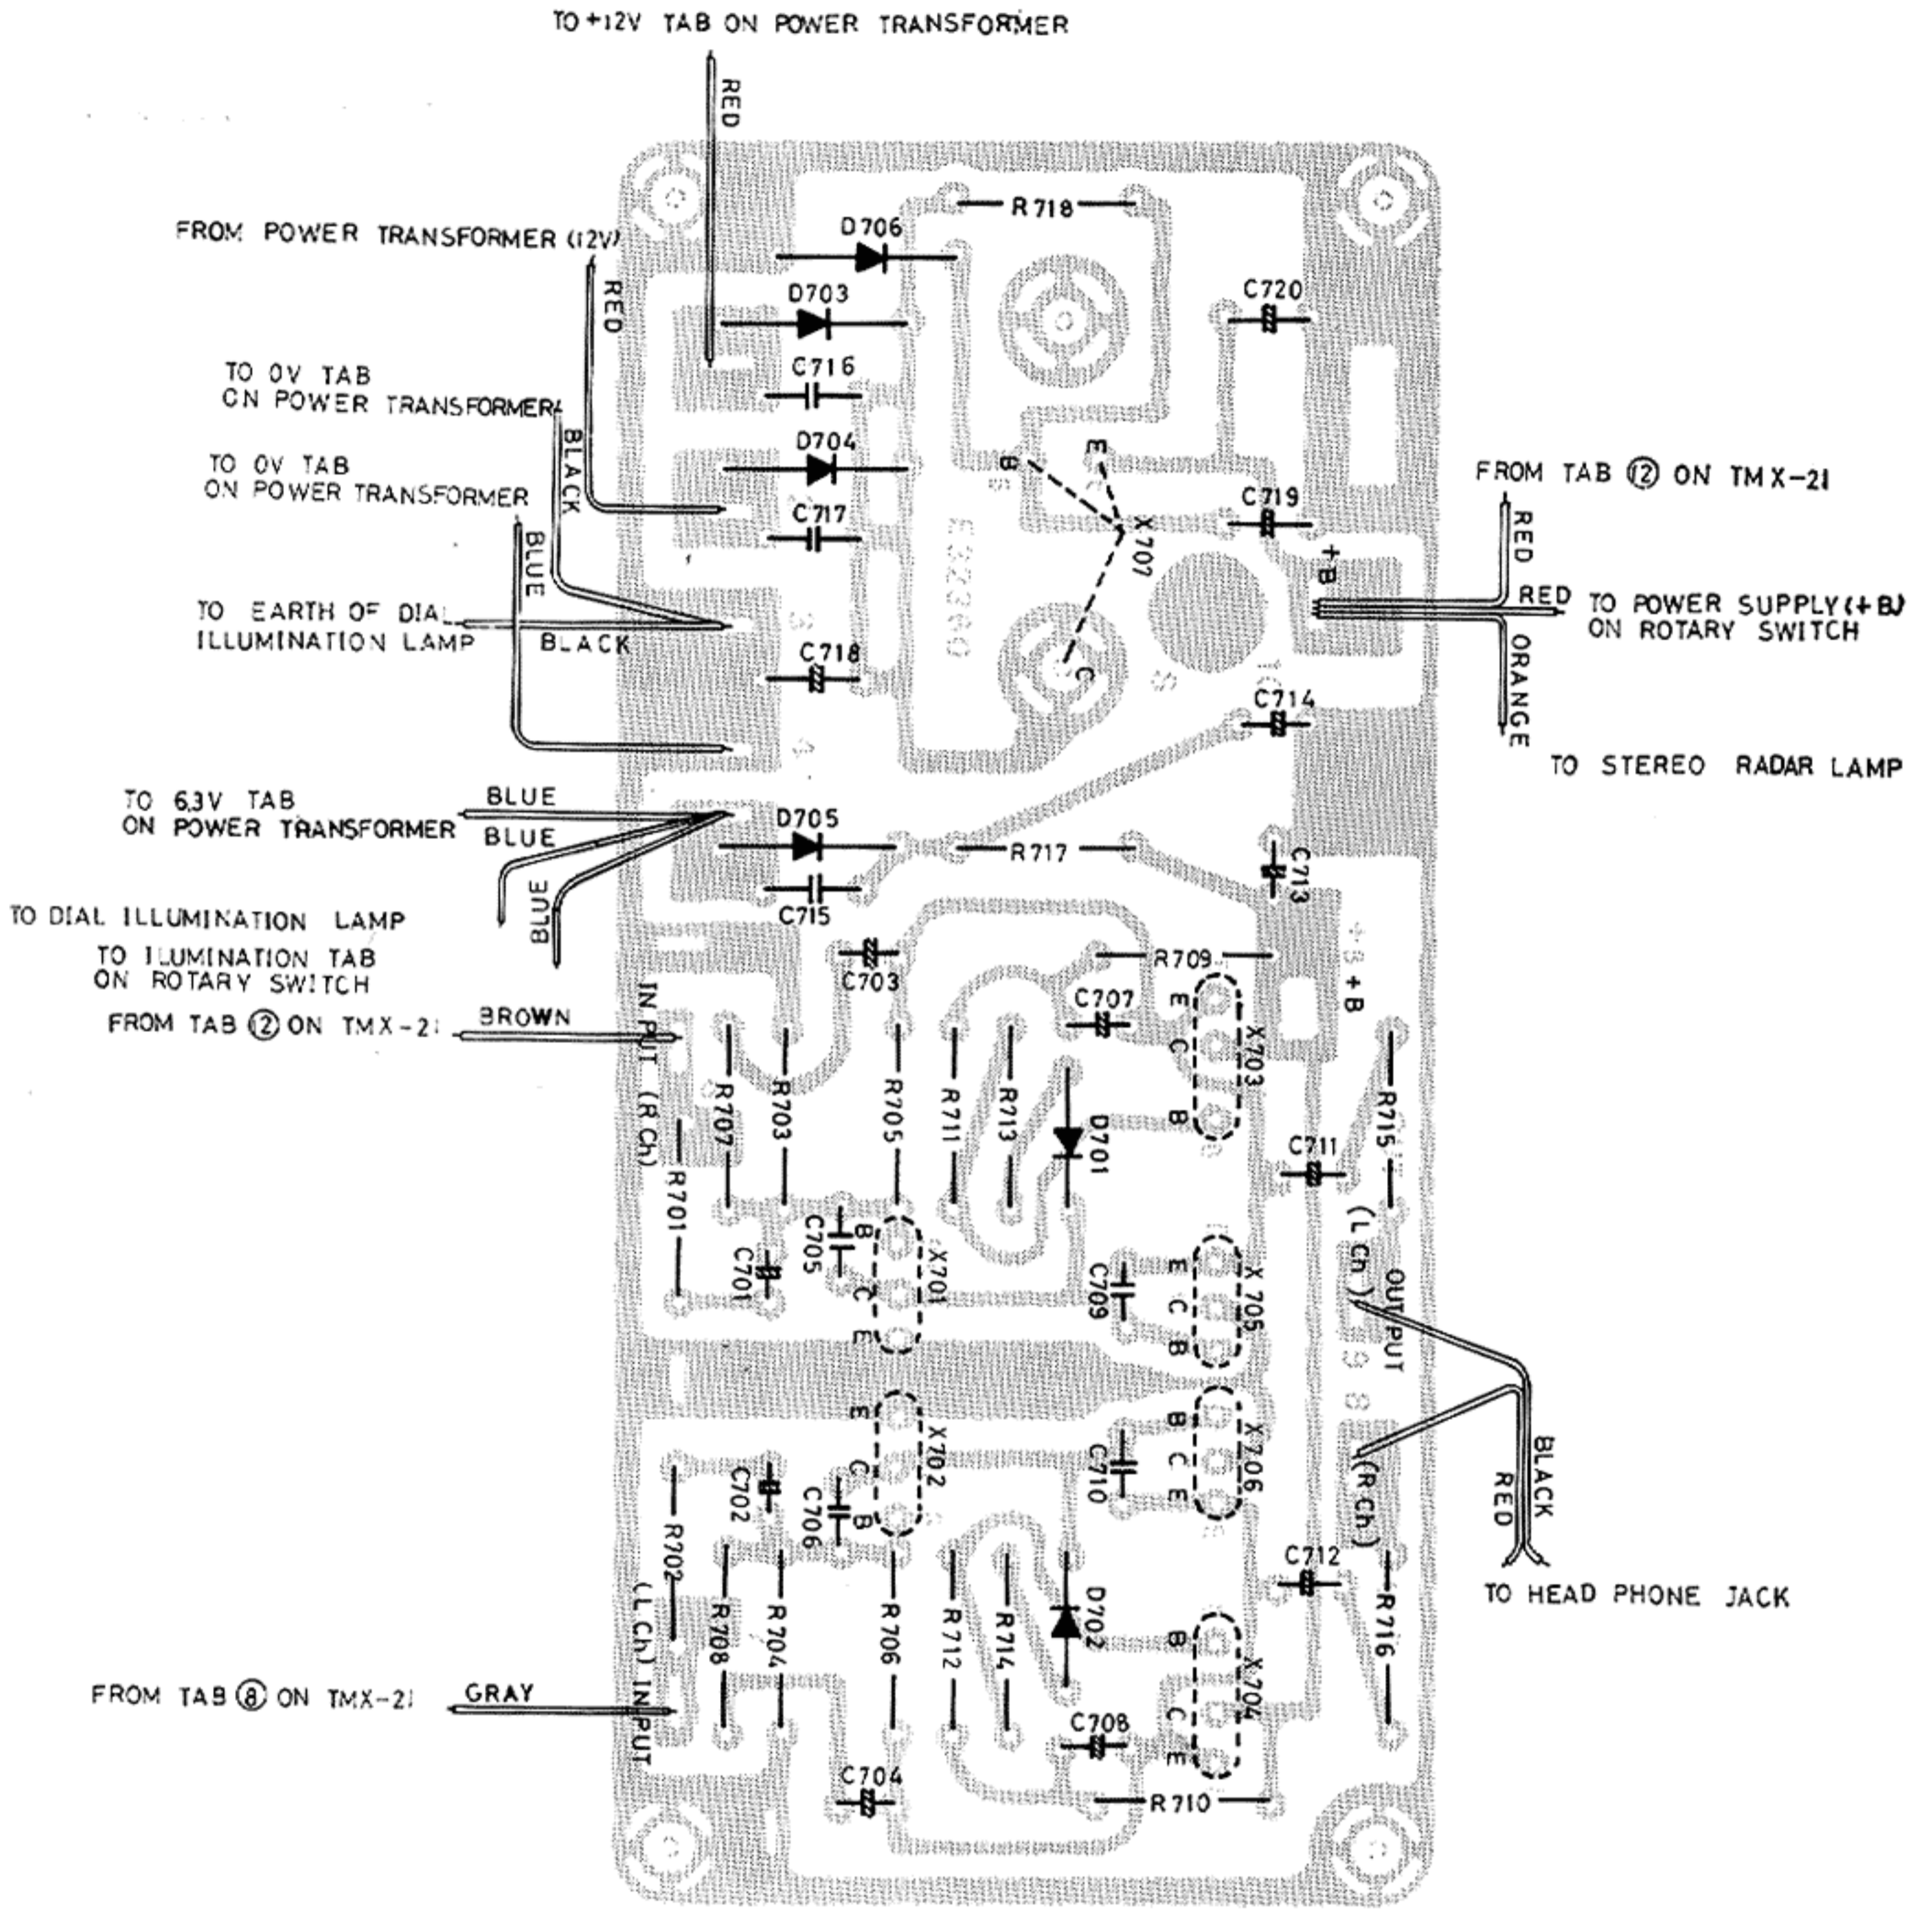 TO +12V TAB ON POWER TRANSFORMER
RED
FROM POWER TRANSFORMER (12V)
RED
TO 0V TAB
ON POWER TRANSFORMER
BLACK
TO 0V TAB
ON POWER TRANSFORMER
BLUE
TO EARTH OF DIAL
ILLUMINATION LAMP
BLACK
TO 6.3V TAB
ON POWER TRANSFORMER
BLUE
BLUE
BLUE
TO DIAL ILLUMINATION LAMP
TO ILUMINATION TAB
ON ROTARY SWITCH
FROM TAB ⑫ ON TMX-21
BROWN
INPUT (R Ch)
FROM TAB ⑧ ON TMX-21
GRAY
(L Ch) INPUT
R718
D706
D703
C720
C716
D704
C717
B
E
X707
C
C719
+B
E32360
3
C718
S
10
C714
4
D705
R717
C713
C715
C703
R709
+B +B
C707
E
C
B
X703
R707
R703
R705
R711
R713
D701
R715
C711
R701
C701
C705
B
C
E
X701
C709
E
C
B
X705
(L Ch)
OUTPUT
9
8
(R Ch)
E
C
B
X702
C702
C706
C710
B
C
E
X706
R702
R708
R704
R706
R712
R714
D702
C712
R716
B
C
E
X704
C708
C704
R710
FROM TAB ⑫ ON TMX-21
RED
RED
TO POWER SUPPLY (+B)
ON ROTARY SWITCH
ORANGE
TO STEREO RADAR LAMP
BLACK
RED
TO HEAD PHONE JACK